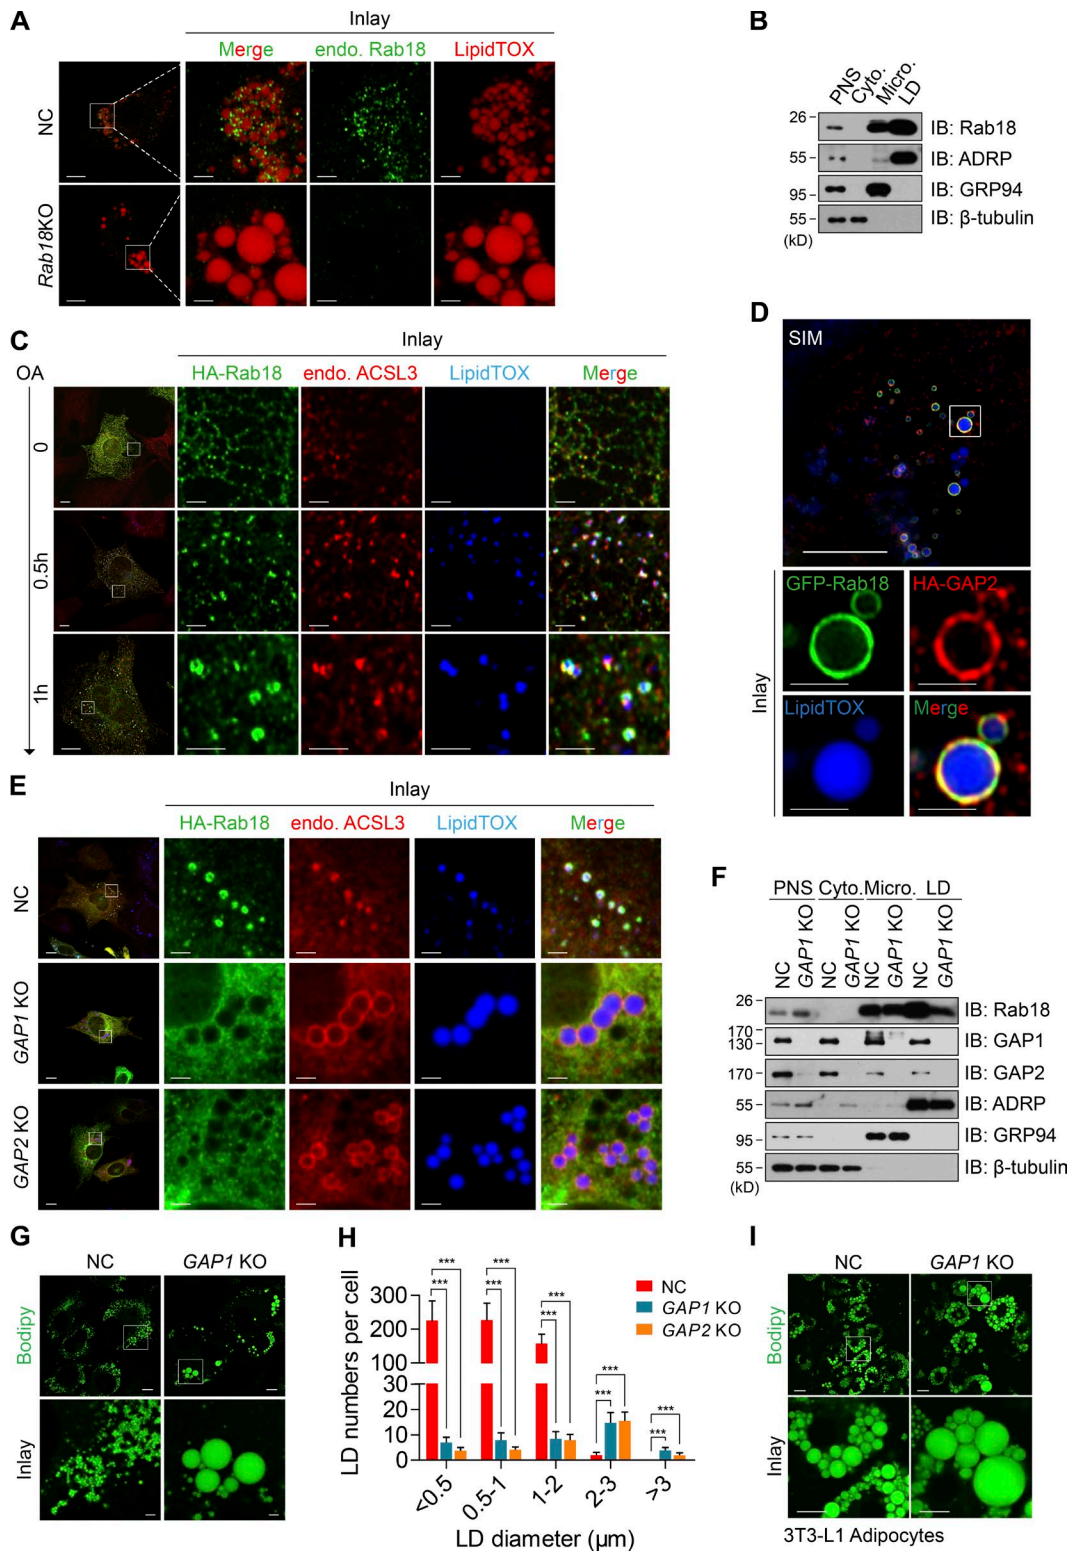 A
Inlay
Merge endo. Rab18 LipidTOX
NC
Rab18KO
B
PNS Cyto. Micro. LD
26 IB: Rab18
55 IB: ADRP
95 IB: GRP94
55 IB: β-tubulin
(kD)
C
Inlay
OA HA-Rab18 endo. ACSL3 LipidTOX Merge
0
0.5h
1h
D
SIM
Inlay
GFP-Rab18 HA-GAP2
LipidTOX Merge
E
Inlay
HA-Rab18 endo. ACSL3 LipidTOX Merge
NC
GAP1 KO
GAP2 KO
F
PNS Cyto. Micro. LD
NC GAP1 KO NC GAP1 KO NC GAP1 KO NC GAP1 KO
26 IB: Rab18
170
130 IB: GAP1
170 IB: GAP2
55 IB: ADRP
95 IB: GRP94
55 IB: β-tubulin
(kD)
G
NC GAP1 KO
Bodipy
Inlay
H
LD numbers per cell
300
200
100
30
20
10
0
*** *** *** *** *** *** *** *** *** ***
NC
GAP1 KO
GAP2 KO
<0.5 0.5-1 1-2 2-3 >3
LD diameter (μm)
I
NC GAP1 KO
Bodipy
Inlay
3T3-L1 Adipocytes